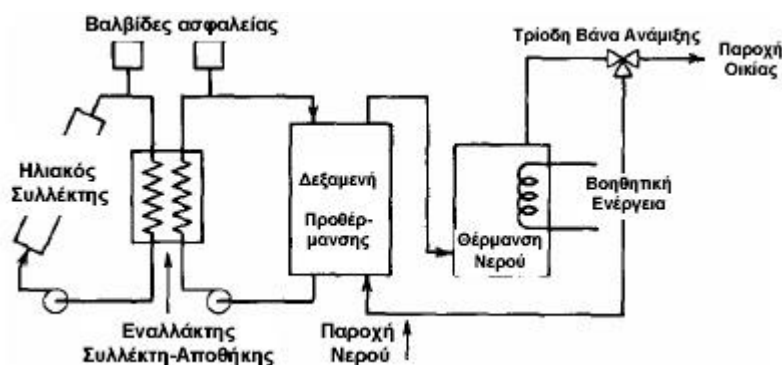 Βαλβίδες ασφαλείας
Τρίοδη Βάνα Ανάμιξης
Παροχή
Οικίας
Ηλιακός
Συλλέκτης
Δεξαμενή
Προθέρ-
μανσης
Θέρμανση
Νερού
Βοηθητική
Ενέργεια
Εναλλάκτης
Συλλέκτη-Αποθήκης
Παροχή
Νερού